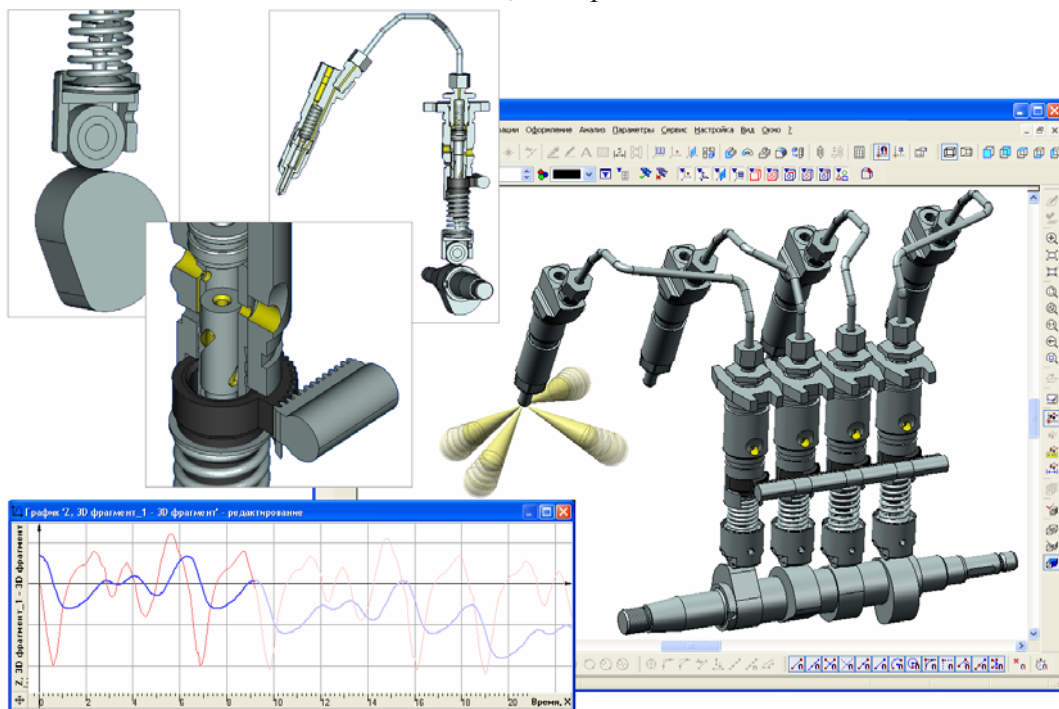 Оформление Анализ Параметры Сервис Настройка Вид Окно ?
График 'Z, 3D фрагмент_1 - 3D фрагмент' - редактирование
Z, 3D фрагмент_1 - 3D фрагмент
0 2 4 6 8 10 12 14 16 18 20 Время, X